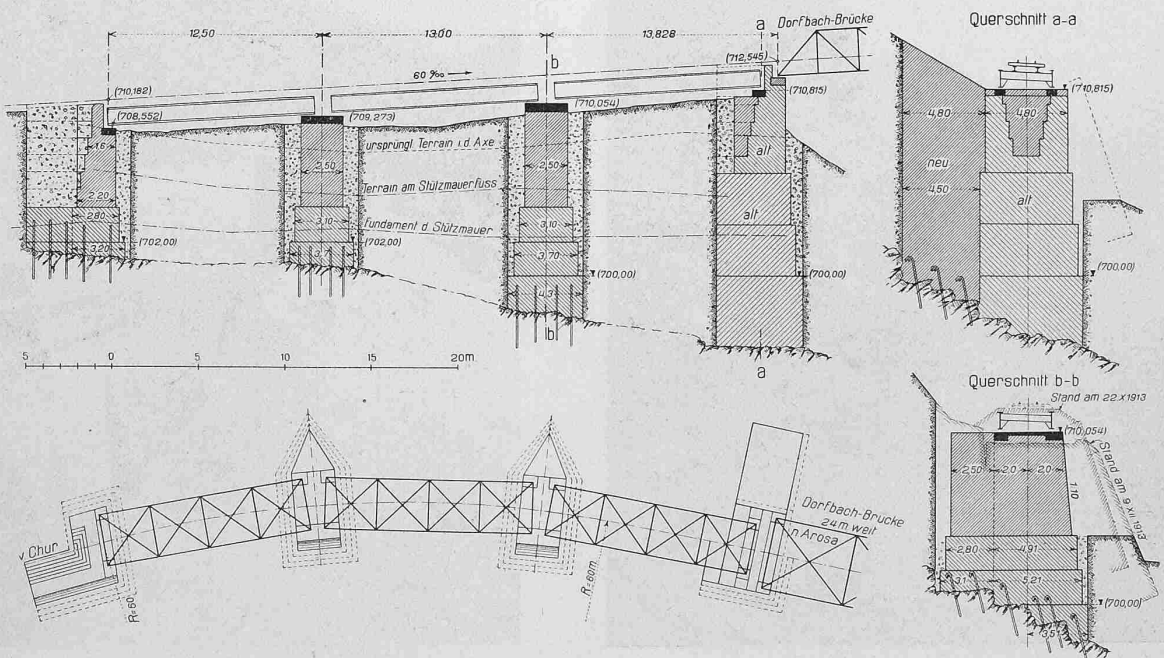 Dorfbach-Brücke
Querschnitt a-a
a
12,50
13,00
13,828
b
(712,545)
60 ‰
(710,182)
(708,552)
(709,273)
(710,054)
(710,815)
(710,815)
1,6
ursprüngl. Terrain i. d. Axe
2,50
2,50
alt
4,80
4,80
neu
Terrain am Stützmauerfuss
2,20
2,80
3,10
3,10
alt
4,50
alt
Fundament d. Stützmauer
3,20
(702,00)
(702,00)
3,70
(700,00)
(700,00)
(700,00)
4,31
b
a
5 0 5 10 15 20m.
Querschnitt b-b
Stand am 22.X.1913
(710,054)
2,50
2,0
2,0
1:10
Stand am 9.XII.1913
v. Chur
R=60
R=60m.
Dorfbach-Brücke
24m weit
n. Arosa
2,80
4,91
3,1
5,21
(700,00)
3,51